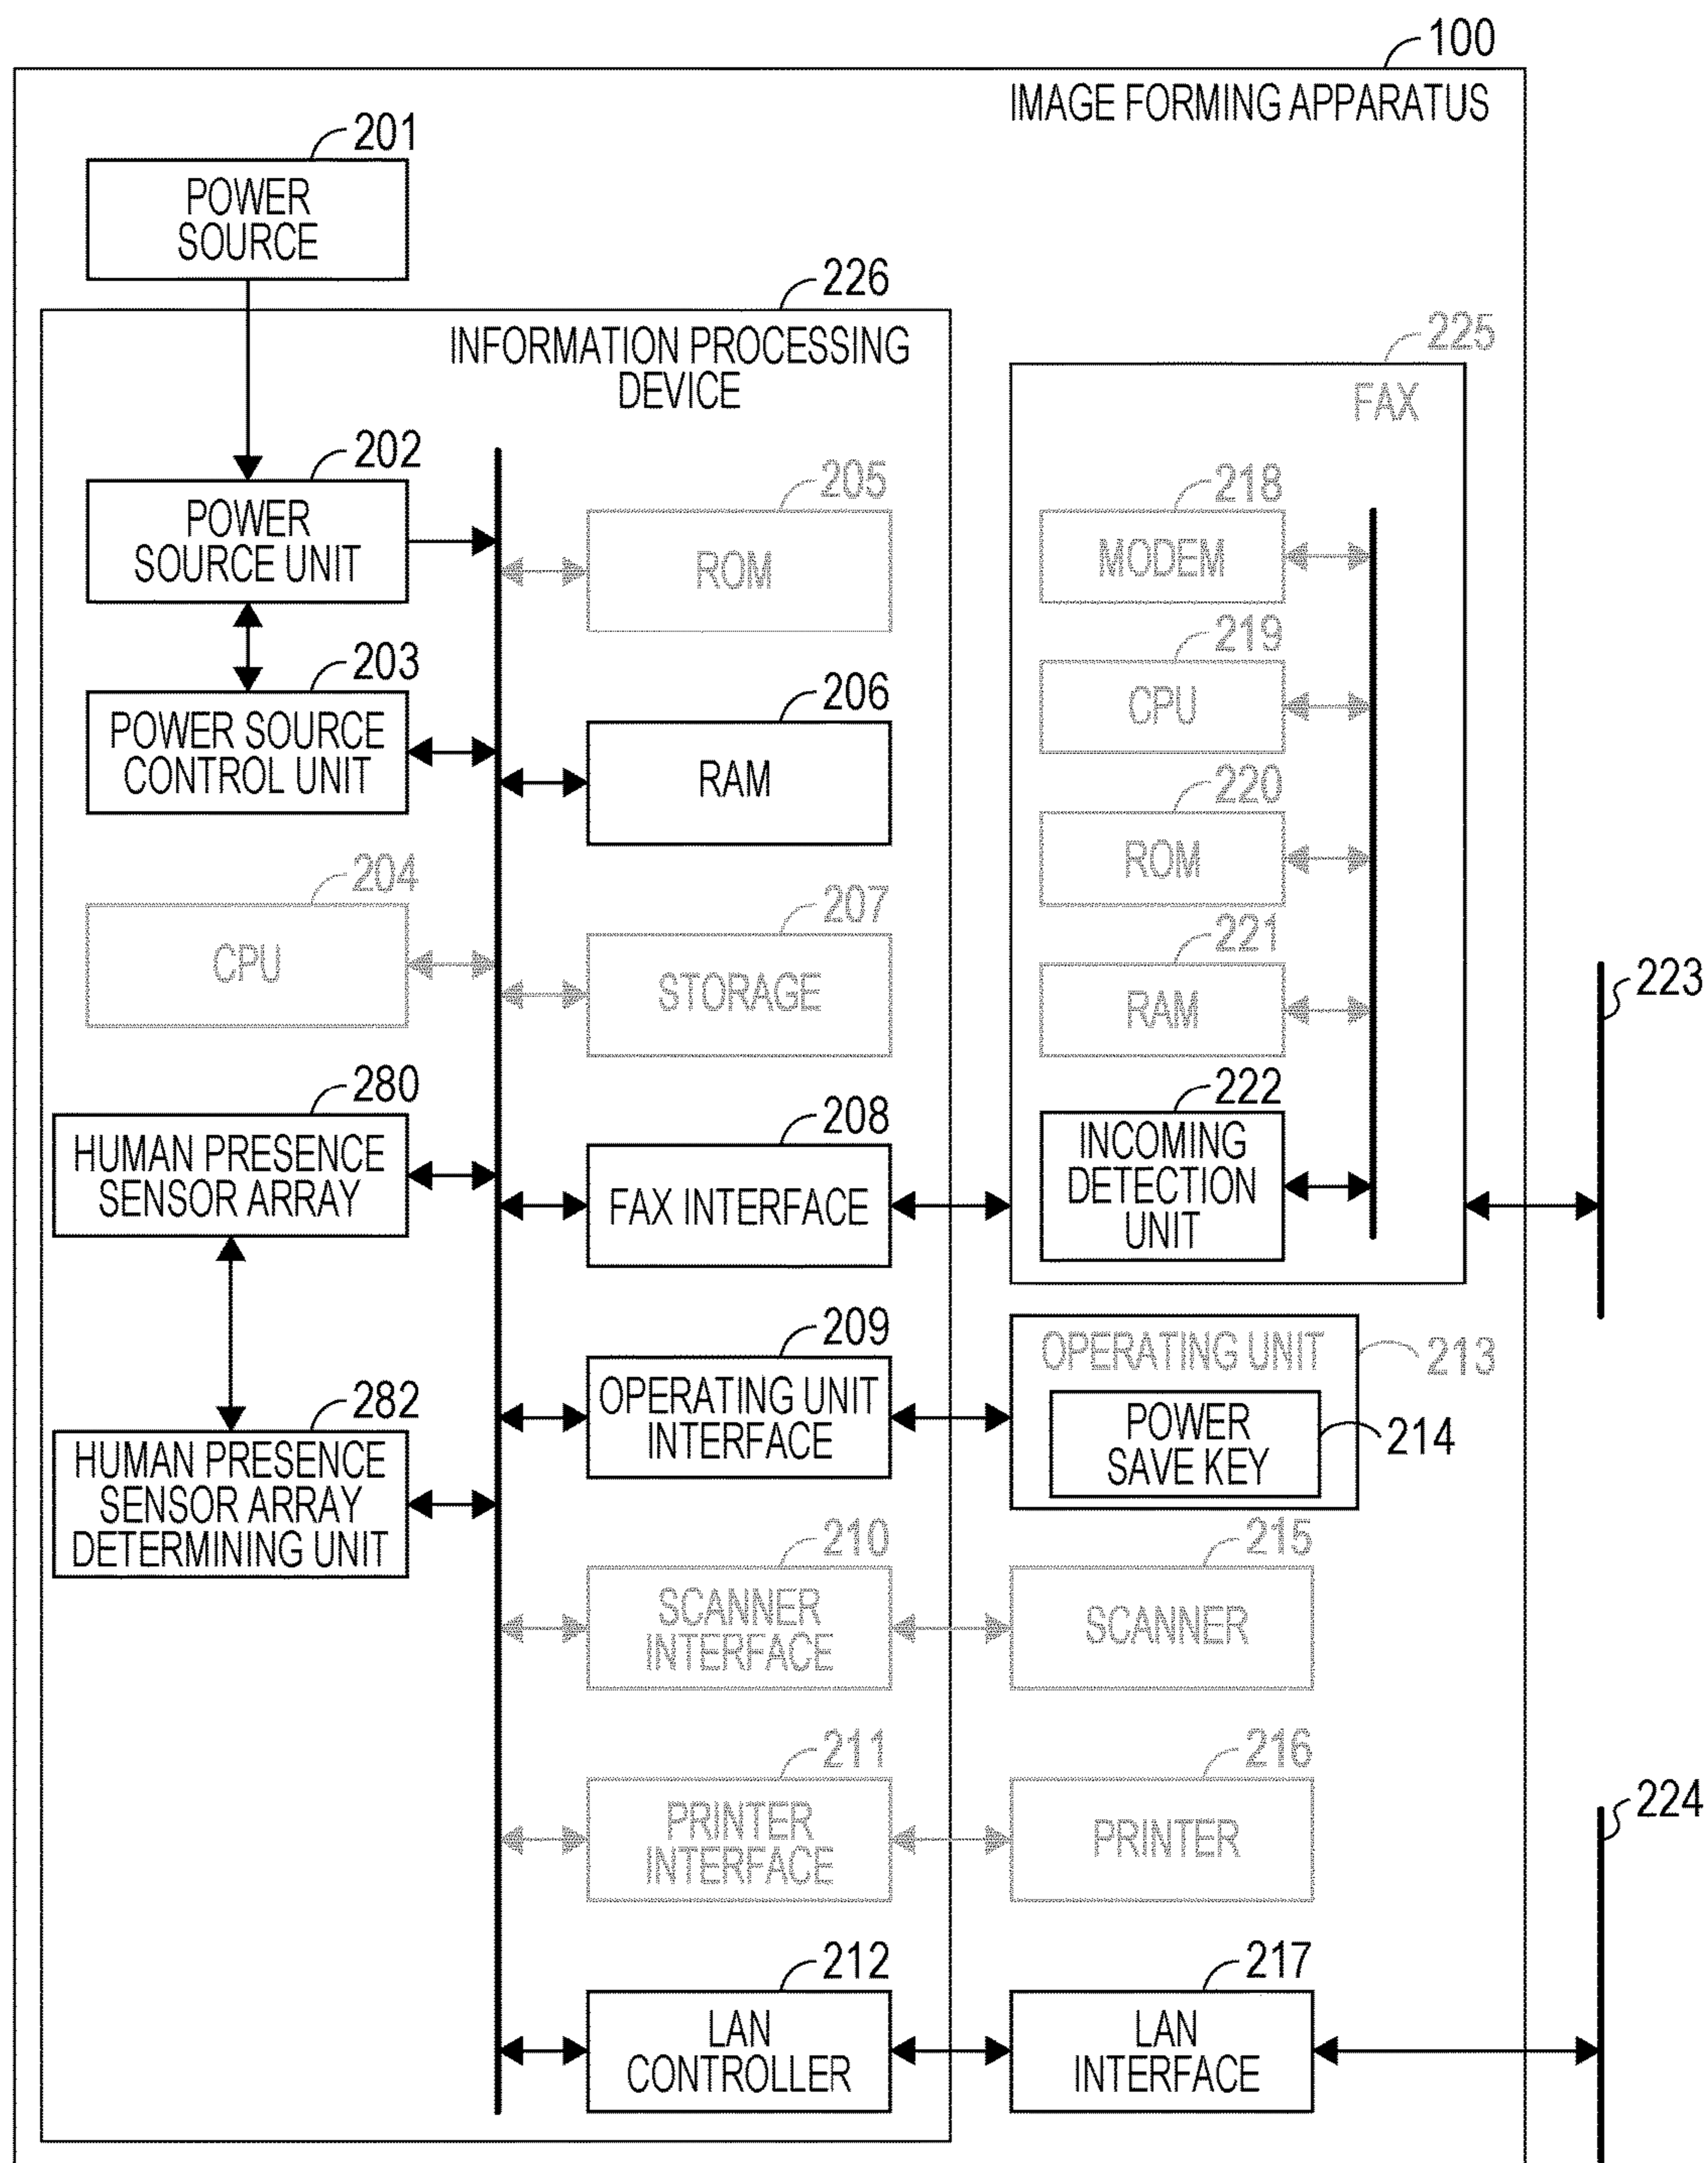 100
IMAGE FORMING APPARATUS
201
POWER
SOURCE
226
INFORMATION PROCESSING
DEVICE
225
FAX
202
POWER
SOURCE UNIT
205
ROM
218
MODEM
203
POWER SOURCE
CONTROL UNIT
206
RAM
219
CPU
220
ROM
204
CPU
207
STORAGE
221
RAM
223
280
HUMAN PRESENCE
SENSOR ARRAY
208
FAX INTERFACE
222
INCOMING
DETECTION
UNIT
209
OPERATING UNIT
INTERFACE
OPERATING UNIT
213
POWER
SAVE KEY
214
282
HUMAN PRESENCE
SENSOR ARRAY
DETERMINING UNIT
210
SCANNER
INTERFACE
215
SCANNER
211
PRINTER
INTERFACE
216
PRINTER
224
212
LAN
CONTROLLER
217
LAN
INTERFACE